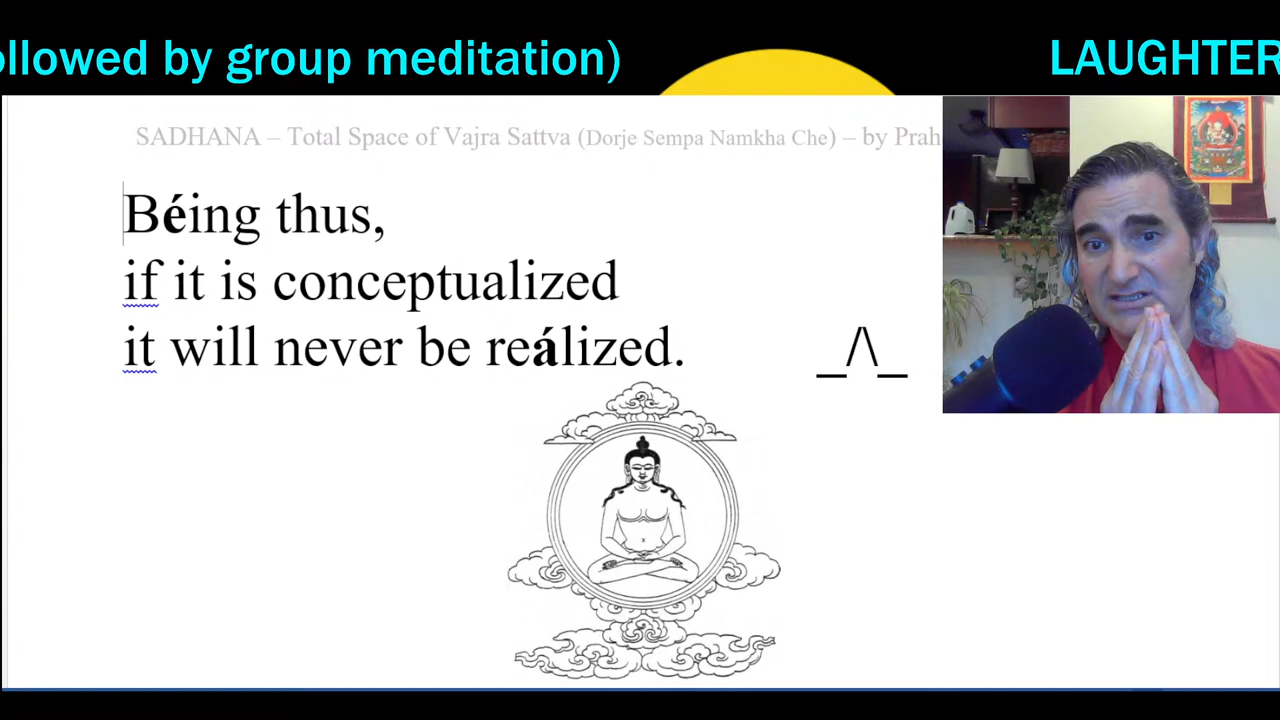 ollowed by group meditation) LAUGHTER
SADHANA – Total Space of Vajra Sattva (Dorje Sempa Namkha Che) – by Prah
Béing thus,
if it is conceptualized
it will never be reálized. _/\_